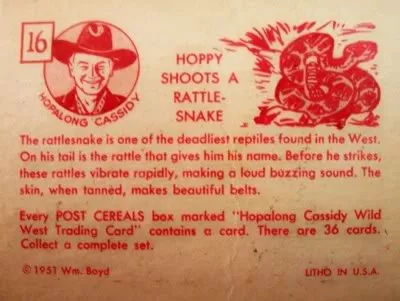 16
HOPALONG CASSIDY
HOPPY
SHOOTS A
RATTLE-
SNAKE
The rattlesnake is one of the deadliest reptiles found in the West.
On his tail is the rattle that gives him his name. Before he strikes,
these rattles vibrate rapidly, making a loud buzzing sound. The
skin, when tanned, makes beautiful belts.
Every POST CEREALS box marked "Hopalong Cassidy Wild
West Trading Card" contains a card. There are 36 cards.
Collect a complete set.
© 1951 Wm. Boyd
LITHO IN U.S.A.